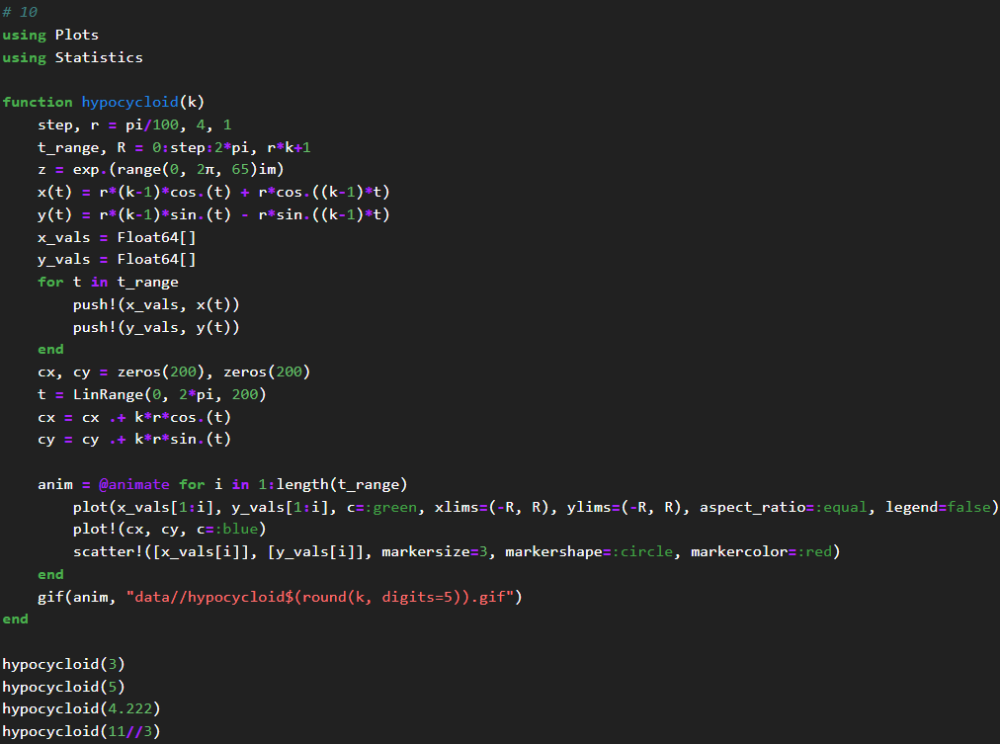 # 10
using Plots
using Statistics

function hypocycloid(k)
    step, r = pi/100, 4, 1
    t_range, R = 0:step:2*pi, r*k+1
    z = exp.(range(0, 2π, 65)im)
    x(t) = r*(k-1)*cos.(t) + r*cos.((k-1)*t)
    y(t) = r*(k-1)*sin.(t) - r*sin.((k-1)*t)
    x_vals = Float64[]
    y_vals = Float64[]
    for t in t_range
        push!(x_vals, x(t))
        push!(y_vals, y(t))
    end
    cx, cy = zeros(200), zeros(200)
    t = LinRange(0, 2*pi, 200)
    cx = cx .+ k*r*cos.(t)
    cy = cy .+ k*r*sin.(t)

    anim = @animate for i in 1:length(t_range)
        plot(x_vals[1:i], y_vals[1:i], c=:green, xlims=(-R, R), ylims=(-R, R), aspect_ratio=:equal, legend=false)
        plot!(cx, cy, c=:blue)
        scatter!([x_vals[i]], [y_vals[i]], markersize=3, markershape=:circle, markercolor=:red)
    end
    gif(anim, "data//hypocycloid$(round(k, digits=5)).gif")
end

hypocycloid(3)
hypocycloid(5)
hypocycloid(4.222)
hypocycloid(11//3)